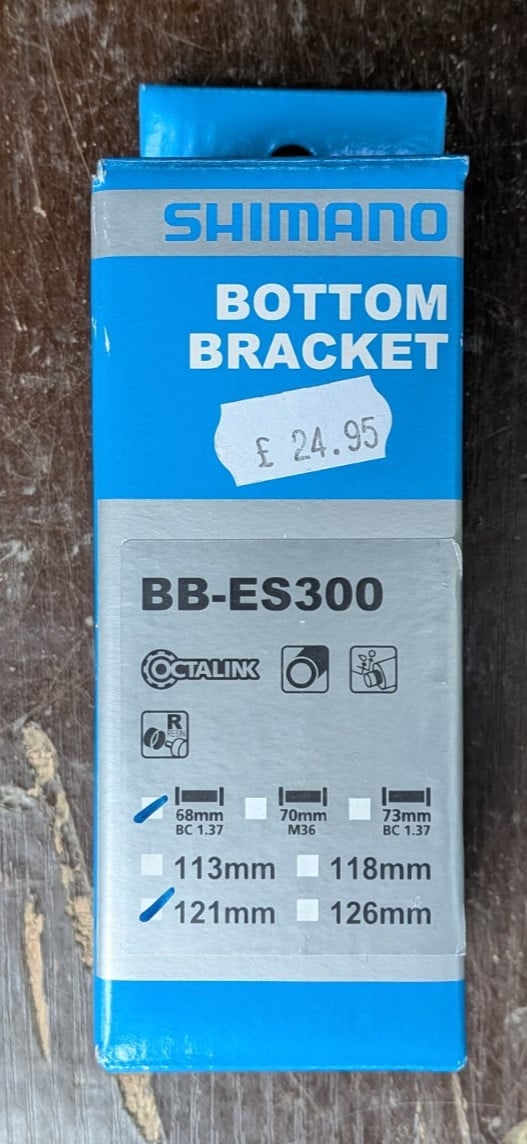 SHIMANO
BOTTOM
BRACKET
£ 24.95
BB-ES300
OCTALINK
R
RESIN
68mm 70mm 73mm
BC 1.37 M36 BC 1.37
113mm 118mm
121mm 126mm